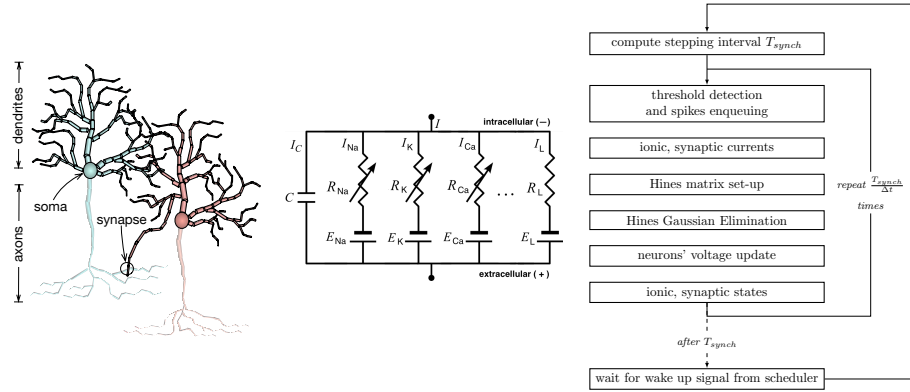 dendrites
axons
soma
synapse
I
intracellular (−)
I_C
I_Na
I_K
I_Ca
I_L
C
R_Na
R_K
R_Ca
...
R_L
E_Na
E_K
E_Ca
E_L
extracellular (+)
compute stepping interval T_synch
threshold detection
and spikes enqueuing
ionic, synaptic currents
Hines matrix set-up
Hines Gaussian Elimination
neurons' voltage update
ionic, synaptic states
repeat T_synch/Δt
times
after T_synch
wait for wake up signal from scheduler